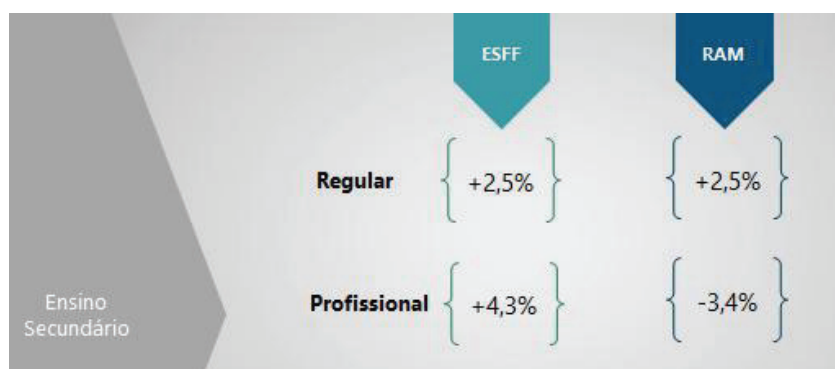 ESFF RAM
Regular +2,5% +2,5%
Profissional +4,3% -3,4%
Ensino
Secundário